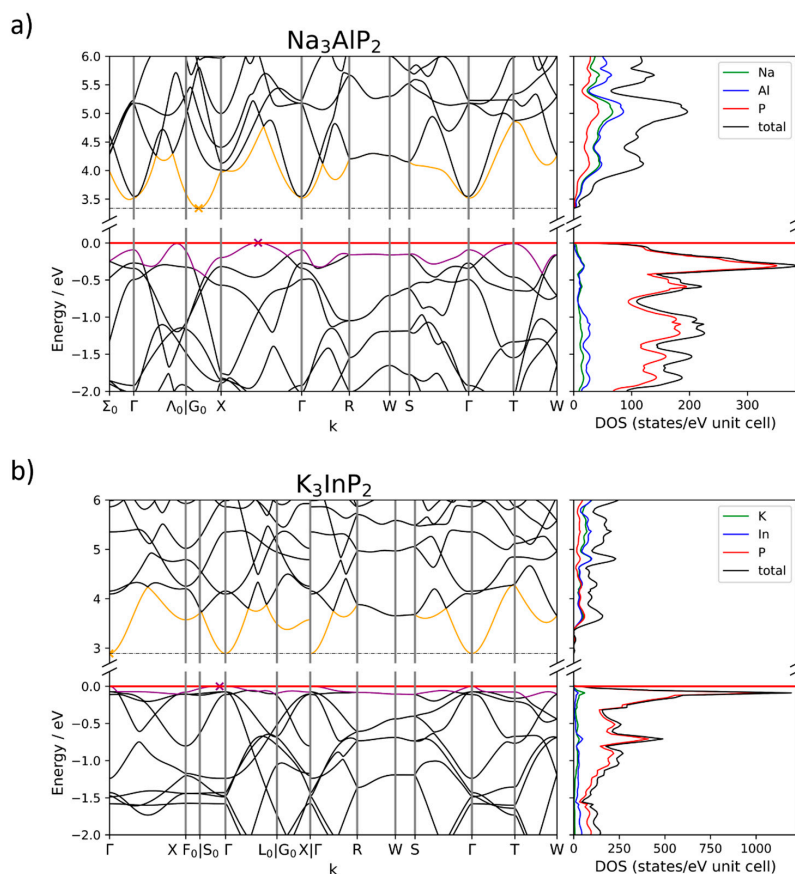 a)
Na₃AlP₂
6.0
5.5
5.0
4.5
4.0
3.5
0.0
−0.5
−1.0
−1.5
−2.0
Energy / eV
Σ₀ Γ Λ₀|G₀ X Γ R W S Γ T W
k
Na
Al
P
total
0 100 200 300
DOS (states/eV unit cell)
b)
K₃InP₂
6
5
4
3
0.0
−0.5
−1.0
−1.5
−2.0
Energy / eV
Γ X F₀|S₀ Γ L₀|G₀ X|Γ R W S Γ T W
k
K
In
P
total
0 250 500 750 1000
DOS (states/eV unit cell)